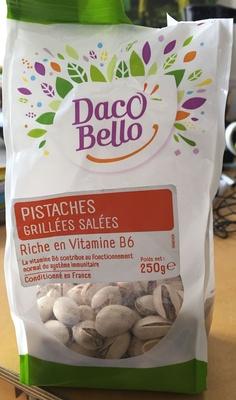 Daco
Bello
PISTACHES
GRILLÉES SALÉES
Riche en Vitamine B6
La vitamine B6 contribue au fonctionnement
normal du système immunitaire
Conditionné en France
Poids net :
250g e